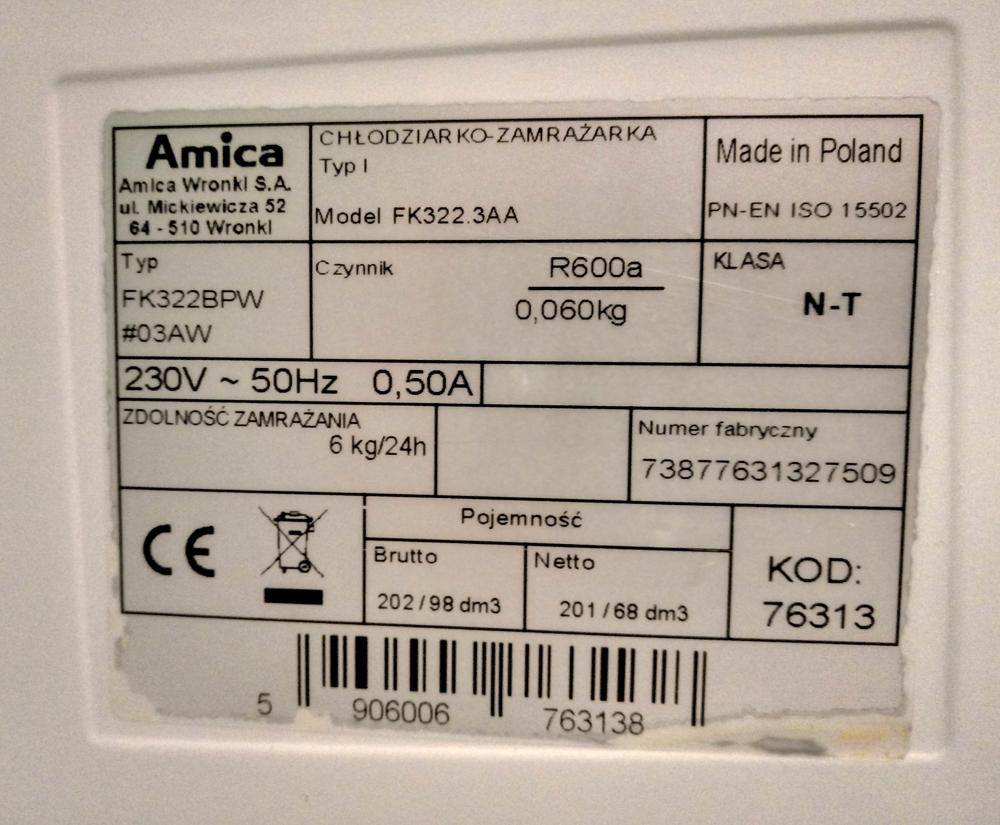 Amica
Amica Wronki S.A.
ul. Mickiewicza 52
64 - 510 Wronki
CHŁODZIARKO-ZAMRAŻARKA
Typ I
Model FK322.3AA
Made in Poland
PN-EN ISO 15502
Typ
FK322BPW
#03AW
Czynnik
R600a
0,060kg
KLASA
N-T
230V ~ 50Hz 0,50A
ZDOLNOŚĆ ZAMRAŻANIA
6 kg/24h
Numer fabryczny
73877631327509
CE
Pojemność
Brutto
202 / 98 dm3
Netto
201 / 68 dm3
KOD:
76313
5 906006 763138